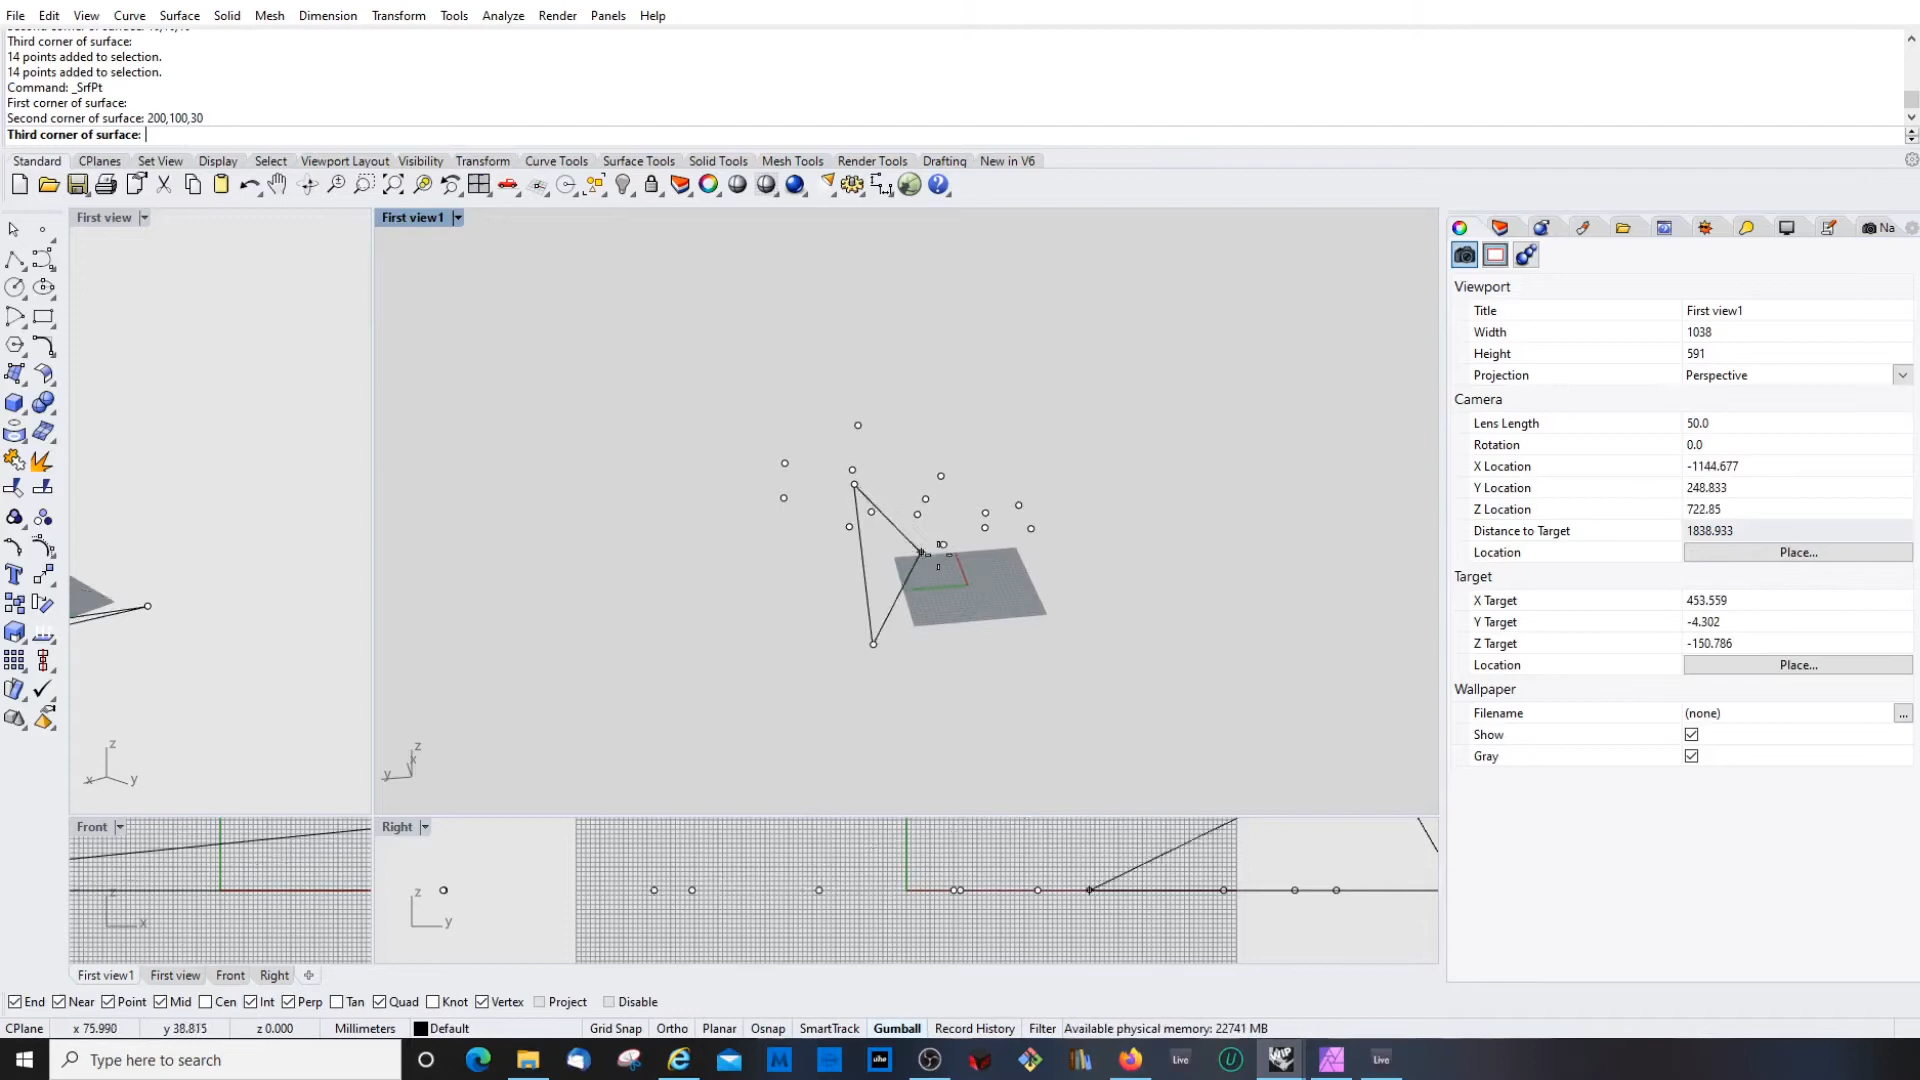 File Edit View Curve Surface Solid Mesh Dimension Transform Tools Analyze Render Panels Help
Third corner of surface:
14 points added to selection.
14 points added to selection.
Command: _SrfPt
First corner of surface:
Second corner of surface: 200,100,30
Third corner of surface:
Standard CPlanes Set View Display Select Viewport Layout Visibility Transform Curve Tools Surface Tools Solid Tools Mesh Tools Render Tools Drafting New in V6
First view First view1
Na
Viewport
Title First view1
Width 1038
Height 591
Projection Perspective
Camera
Lens Length 50.0
Rotation 0.0
X Location -1144.677
Y Location 248.833
Z Location 722.85
Distance to Target 1838.933
Location Place...
Target
X Target 453.559
Y Target -4.302
Z Target -150.786
Location Place...
Wallpaper
Filename (none) ...
Show
Gray
z
x y
z
y x
Front Right
z
x
z
y
First view1 First view Front Right
End Near Point Mid Cen Int Perp Tan Quad Knot Vertex Project Disable
CPlane x 75.990 y 38.815 z 0.000 Millimeters Default Grid Snap Ortho Planar Osnap SmartTrack Gumball Record History Filter Available physical memory: 22741 MB
Type here to search uhe Live WIP Live